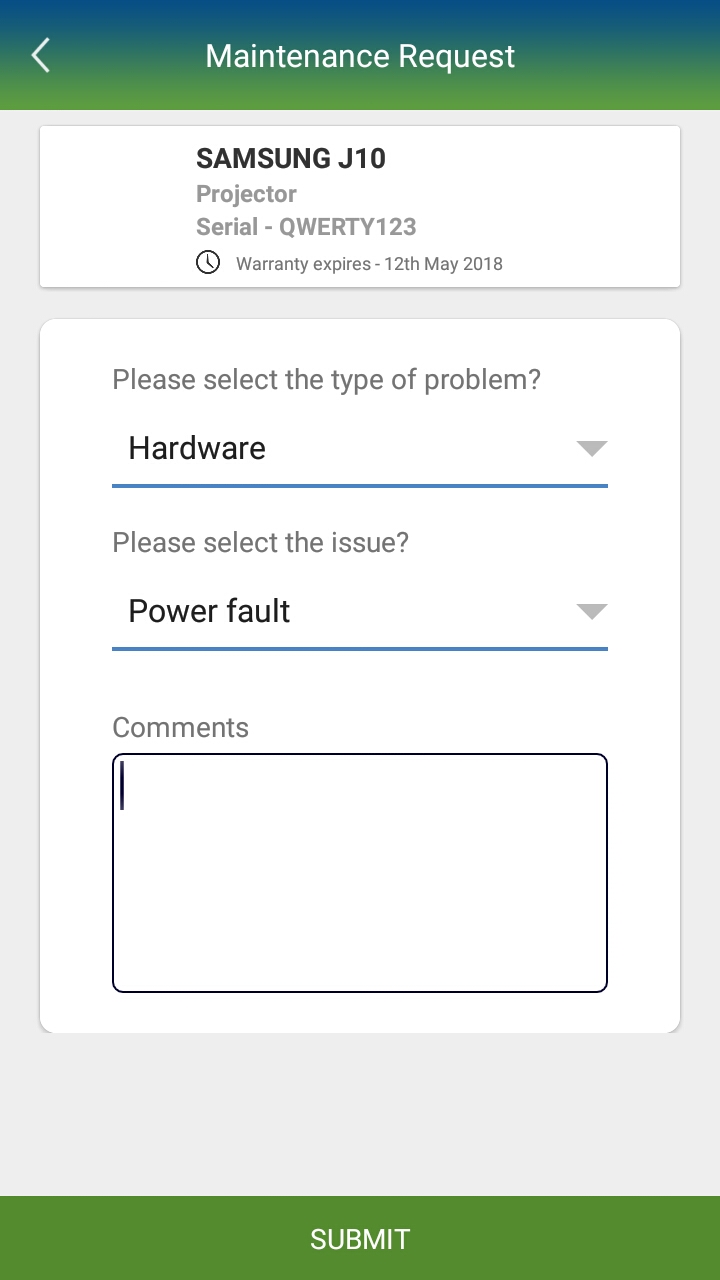 Maintenance Request
SAMSUNG J10
Projector
Serial - QWERTY123
Warranty expires - 12th May 2018
Please select the type of problem?
Hardware
Please select the issue?
Power fault
Comments
SUBMIT